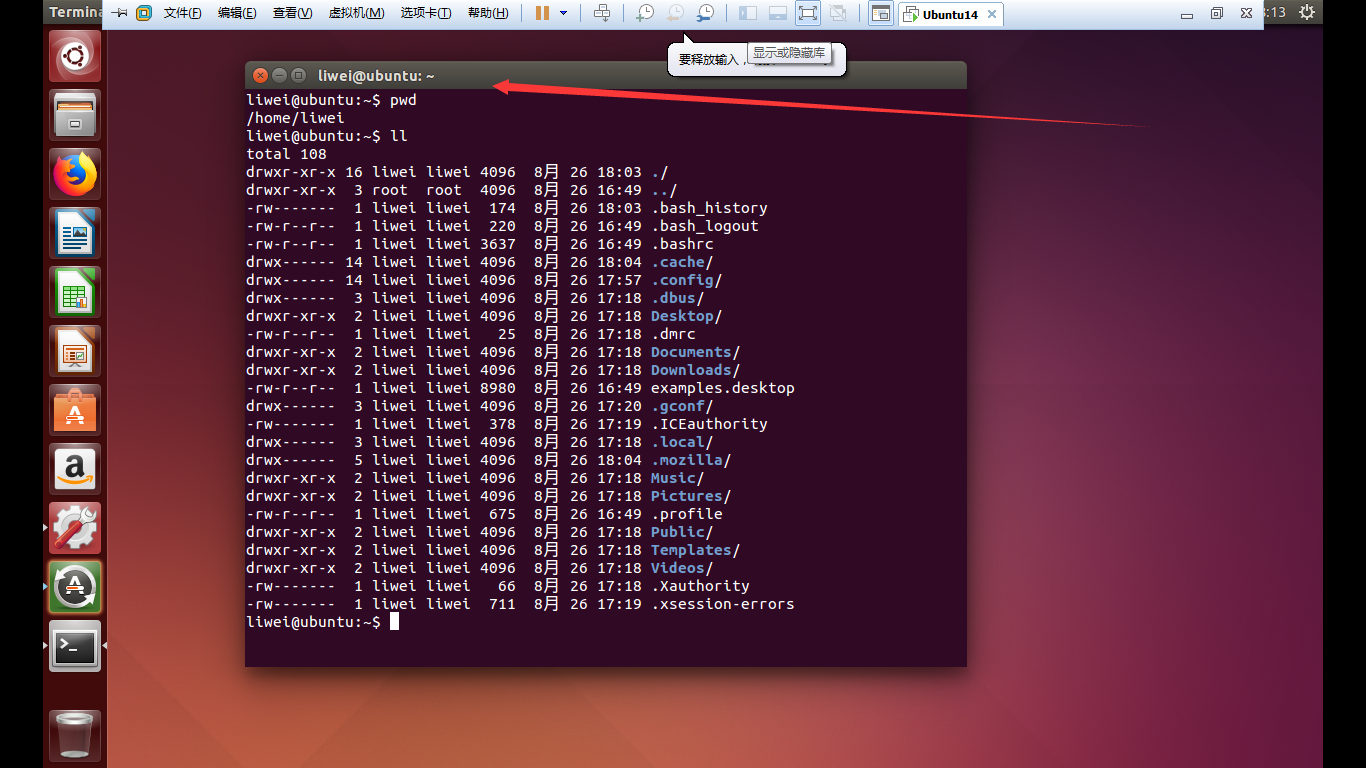 Termina
文件(F) 编辑(E) 查看(V) 虚拟机(M) 选项卡(T) 帮助(H)
Ubuntu14
:13
要释放输入，
显示或隐藏库
liwei@ubuntu: ~
liwei@ubuntu:~$ pwd
/home/liwei
liwei@ubuntu:~$ ll
total 108
drwxr-xr-x 16 liwei liwei 4096  8月 26 18:03 ./
drwxr-xr-x  3 root  root  4096  8月 26 16:49 ../
-rw-------  1 liwei liwei  174  8月 26 18:03 .bash_history
-rw-r--r--  1 liwei liwei  220  8月 26 16:49 .bash_logout
-rw-r--r--  1 liwei liwei 3637  8月 26 16:49 .bashrc
drwx------ 14 liwei liwei 4096  8月 26 18:04 .cache/
drwx------ 14 liwei liwei 4096  8月 26 17:57 .config/
drwx------  3 liwei liwei 4096  8月 26 17:18 .dbus/
drwxr-xr-x  2 liwei liwei 4096  8月 26 17:18 Desktop/
-rw-r--r--  1 liwei liwei   25  8月 26 17:18 .dmrc
drwxr-xr-x  2 liwei liwei 4096  8月 26 17:18 Documents/
drwxr-xr-x  2 liwei liwei 4096  8月 26 17:18 Downloads/
-rw-r--r--  1 liwei liwei 8980  8月 26 16:49 examples.desktop
drwx------  3 liwei liwei 4096  8月 26 17:20 .gconf/
-rw-------  1 liwei liwei  378  8月 26 17:19 .ICEauthority
drwx------  3 liwei liwei 4096  8月 26 17:18 .local/
drwx------  5 liwei liwei 4096  8月 26 18:04 .mozilla/
drwxr-xr-x  2 liwei liwei 4096  8月 26 17:18 Music/
drwxr-xr-x  2 liwei liwei 4096  8月 26 17:18 Pictures/
-rw-r--r--  1 liwei liwei  675  8月 26 16:49 .profile
drwxr-xr-x  2 liwei liwei 4096  8月 26 17:18 Public/
drwxr-xr-x  2 liwei liwei 4096  8月 26 17:18 Templates/
drwxr-xr-x  2 liwei liwei 4096  8月 26 17:18 Videos/
-rw-------  1 liwei liwei   66  8月 26 17:18 .Xauthority
-rw-------  1 liwei liwei  711  8月 26 17:19 .xsession-errors
liwei@ubuntu:~$